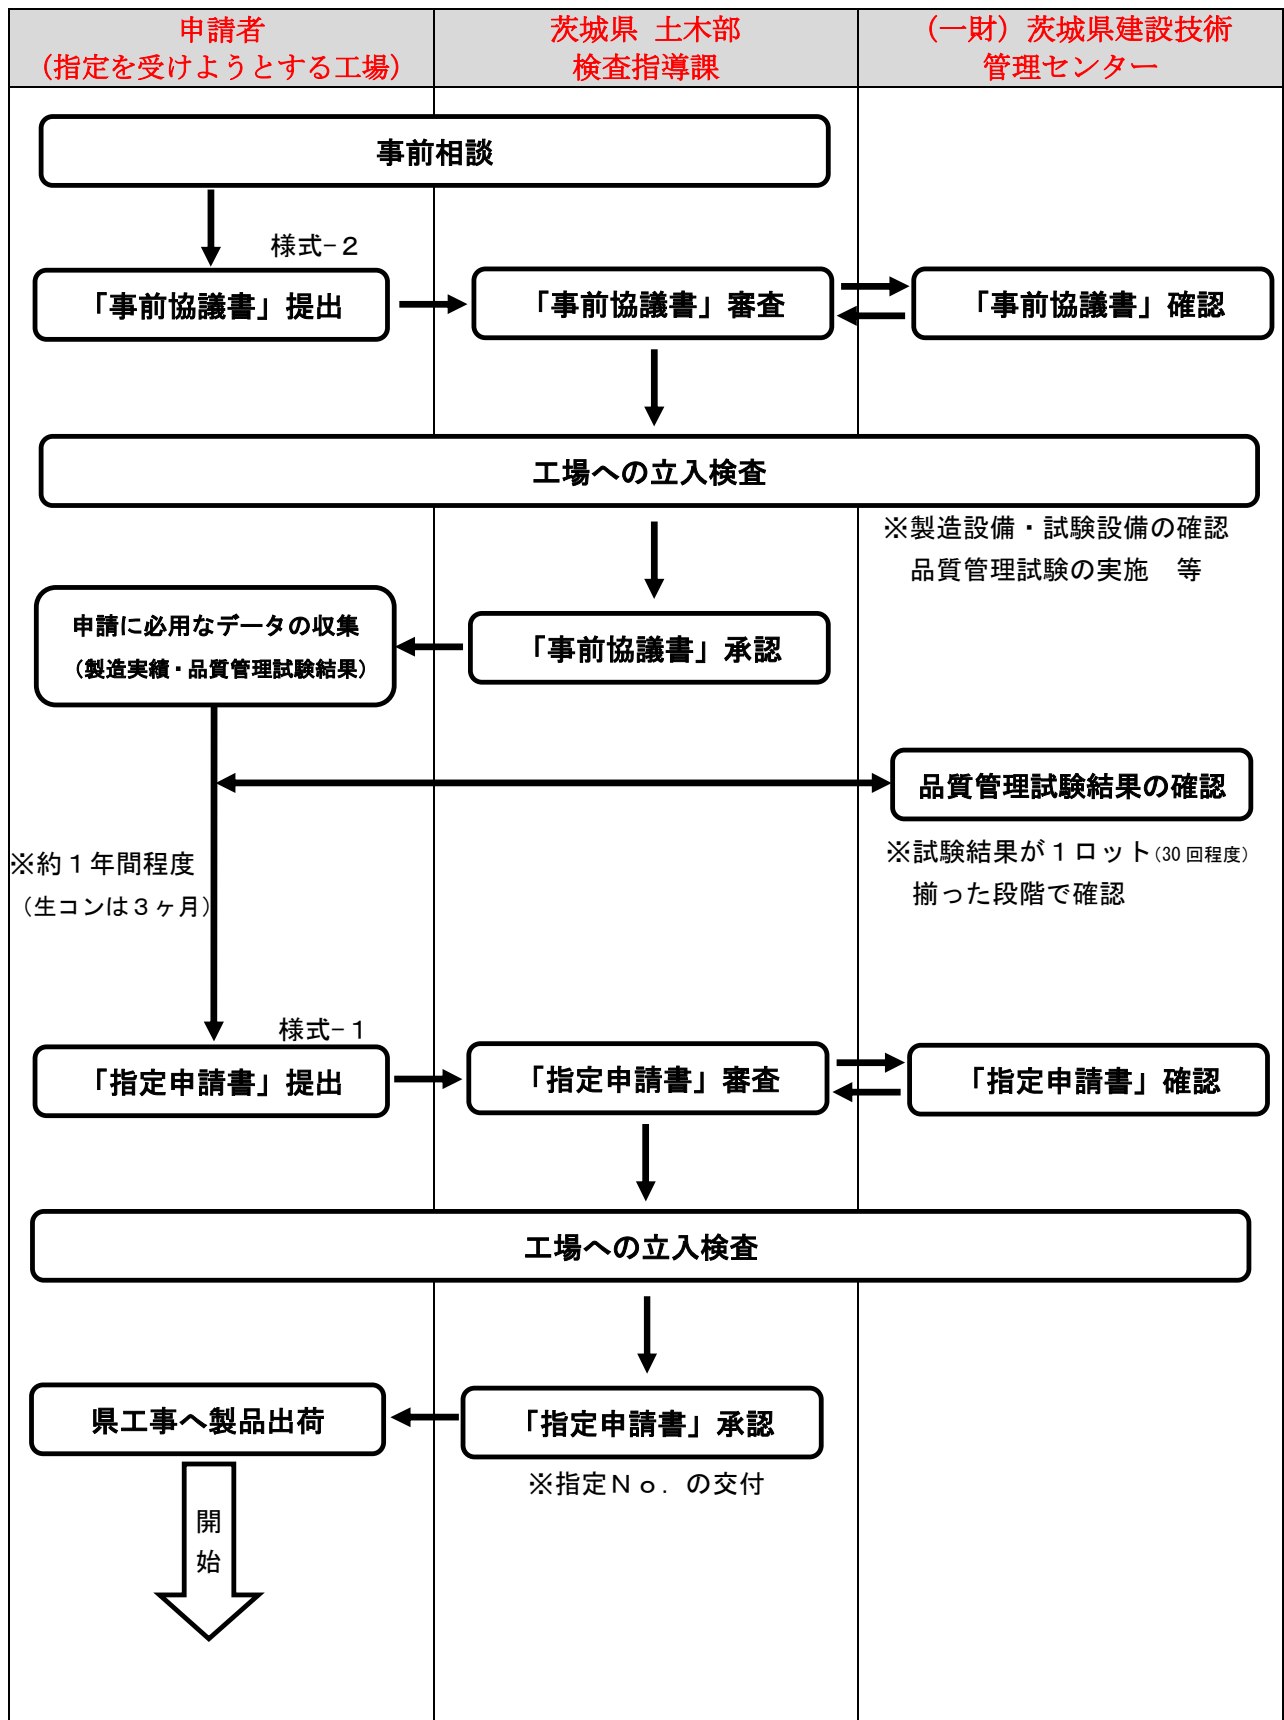 申請者
（指定を受けようとする工場）
茨城県 土木部
検査指導課
（一財）茨城県建設技術
管理センター
事前相談
様式-２
「事前協議書」提出
「事前協議書」審査
「事前協議書」確認
工場への立入検査
※製造設備・試験設備の確認
品質管理試験の実施　等
申請に必用なデータの収集
（製造実績・品質管理試験結果）
「事前協議書」承認
品質管理試験結果の確認
※約１年間程度
（生コンは３ヶ月）
※試験結果が１ロット（30 回程度）
揃った段階で確認
様式-１
「指定申請書」提出
「指定申請書」審査
「指定申請書」確認
工場への立入検査
県工事へ製品出荷
「指定申請書」承認
※指定Ｎｏ．の交付
開
始